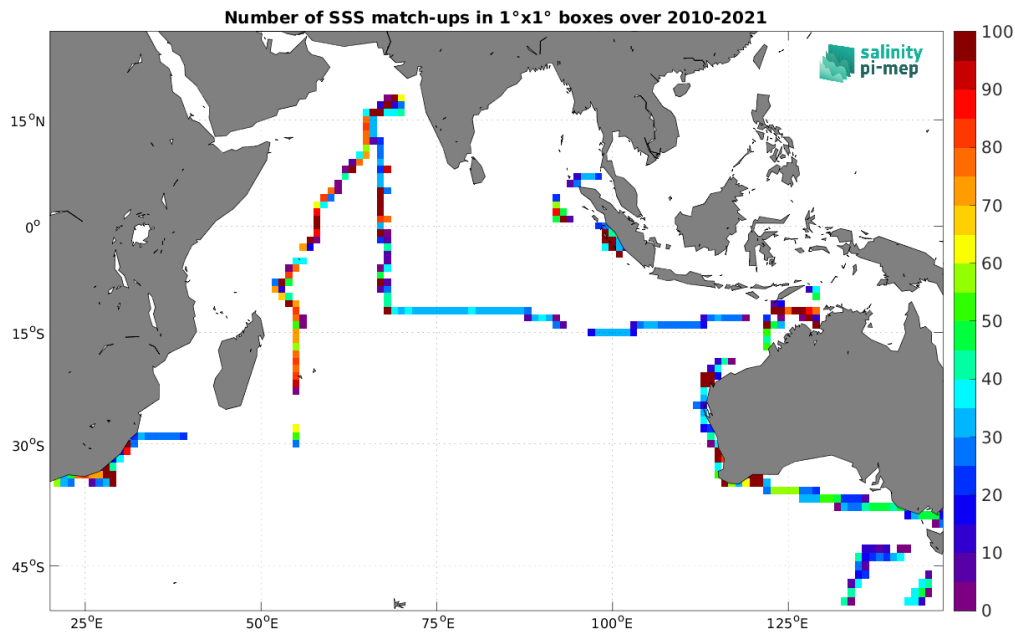 Number of SSS match-ups in 1°x1° boxes over 2010-2021
salinity
pi-mep
15°N
0°
15°S
30°S
45°S
25°E
50°E
75°E
100°E
125°E
100
90
80
70
60
50
40
30
20
10
0